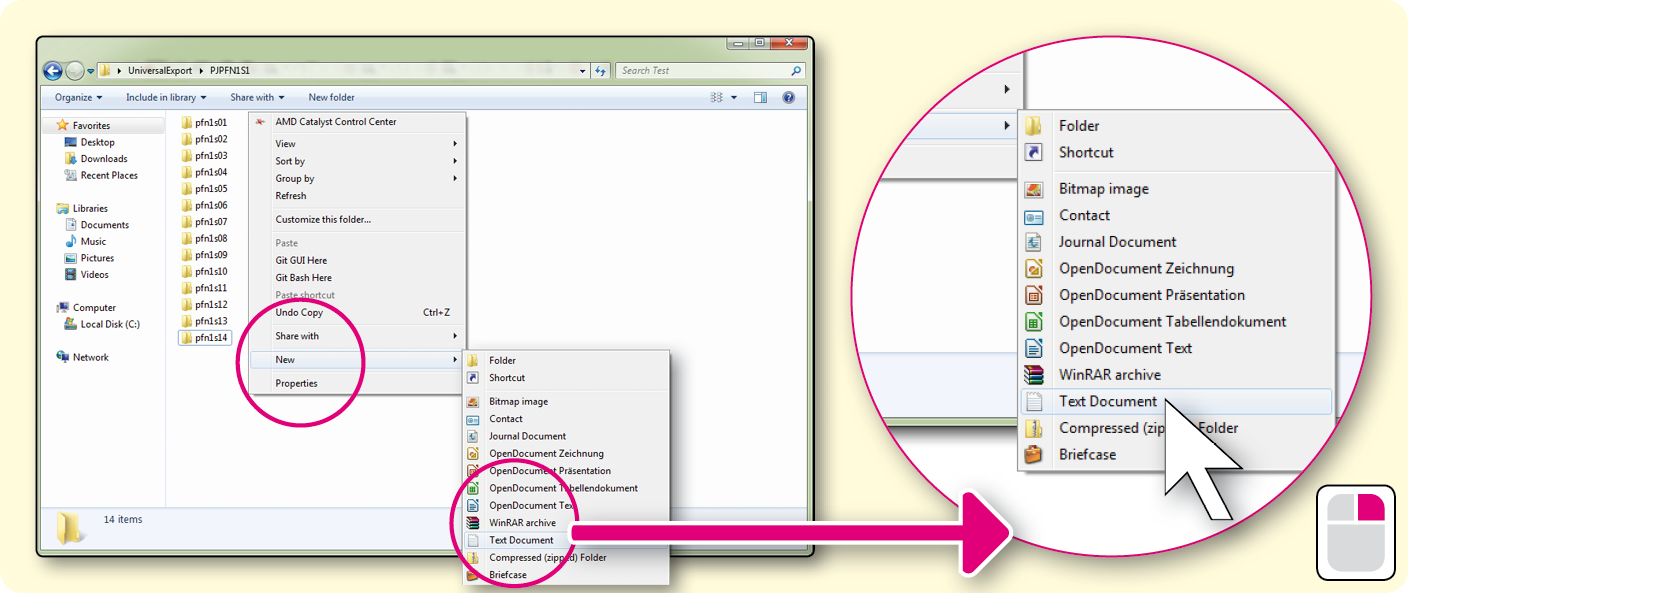 UniversalExport PJPFN1S1
Search Test
Organize Include in library Share with New folder
Favorites
Desktop
Downloads
Recent Places
Libraries
Documents
Music
Pictures
Videos
Computer
Local Disk (C:)
Network
pfn1s01
pfn1s02
pfn1s03
pfn1s04
pfn1s05
pfn1s06
pfn1s07
pfn1s08
pfn1s09
pfn1s10
pfn1s11
pfn1s12
pfn1s13
pfn1s14
14 items
AMD Catalyst Control Center
View
Sort by
Group by
Refresh
Customize this folder...
Paste
Git GUI Here
Git Bash Here
Paste shortcut
Undo Copy Ctrl+Z
Share with
New
Properties
Folder
Shortcut
Bitmap image
Contact
Journal Document
OpenDocument Zeichnung
OpenDocument Präsentation
OpenDocument Tabellendokument
OpenDocument Text
WinRAR archive
Text Document
Compressed (zipped) Folder
Briefcase
Folder
Shortcut
Bitmap image
Contact
Journal Document
OpenDocument Zeichnung
OpenDocument Präsentation
OpenDocument Tabellendokument
OpenDocument Text
WinRAR archive
Text Document
Compressed (zipped) Folder
Briefcase